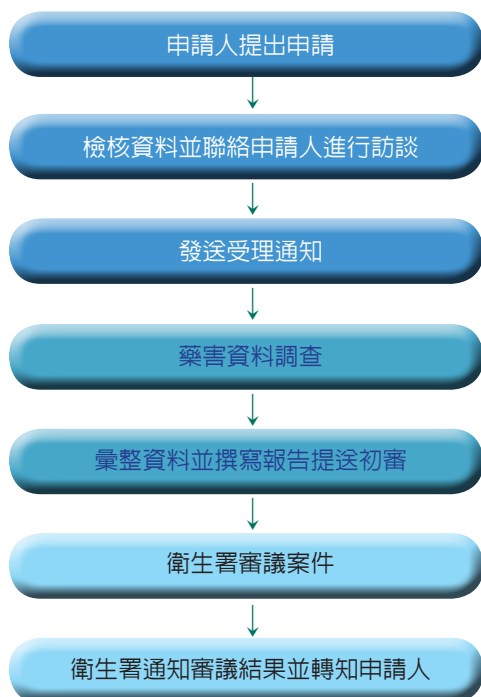 申請人提出申請
檢核資料並聯絡申請人進行訪談
發送受理通知
藥害資料調查
彙整資料並撰寫報告提送初審
衛生署審議案件
衛生署通知審議結果並轉知申請人